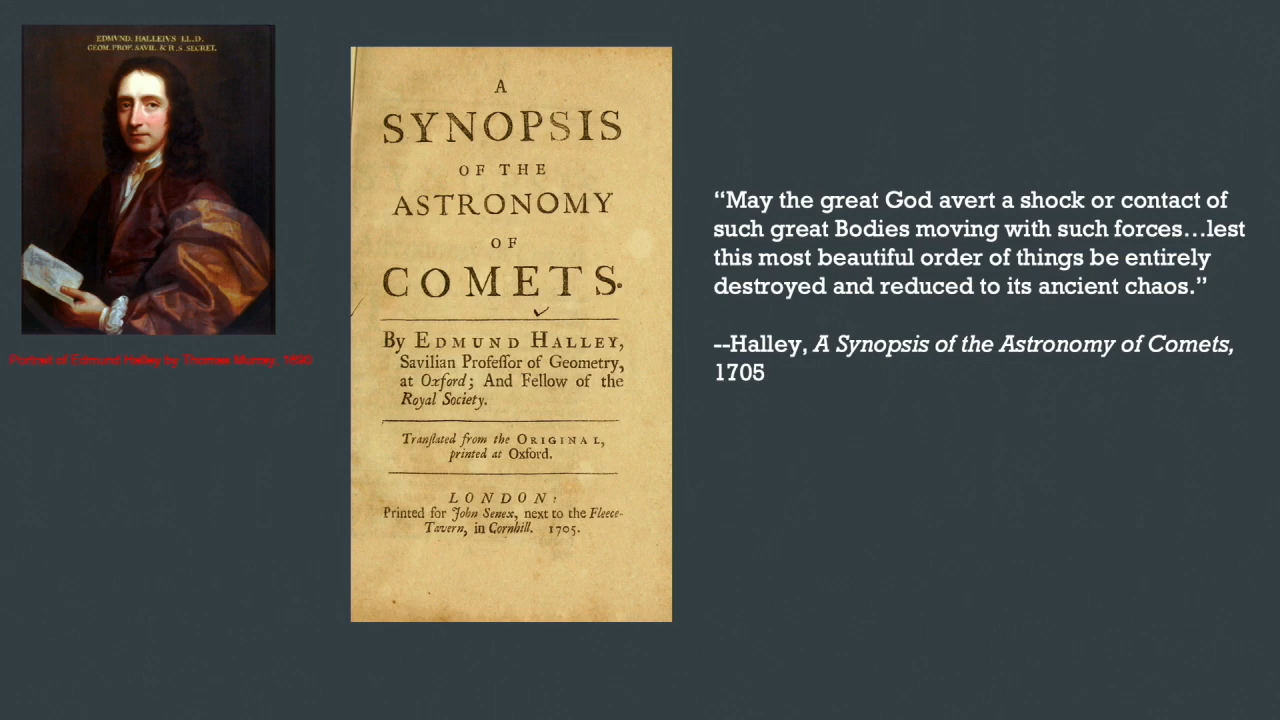 EDMVND. HALLEIVS LL.D.
GEOM. PROF. SAVIL. & R.S. SECRET.
Portrait of Edmund Halley by Thomas Murray, 1690
A
SYNOPSIS
OF THE
ASTRONOMY
OF
COMETS.
By EDMUND HALLEY,
Savilian Profeſſor of Geometry,
at Oxford; And Fellow of the
Royal Society.
Tranſlated from the ORIGINAL,
printed at Oxford.
LONDON:
Printed for John Senex, next to the Fleece-
Tavern, in Cornhill. 1705.
“May the great God avert a shock or contact of
such great Bodies moving with such forces…lest
this most beautiful order of things be entirely
destroyed and reduced to its ancient chaos.”
--Halley, A Synopsis of the Astronomy of Comets,
1705